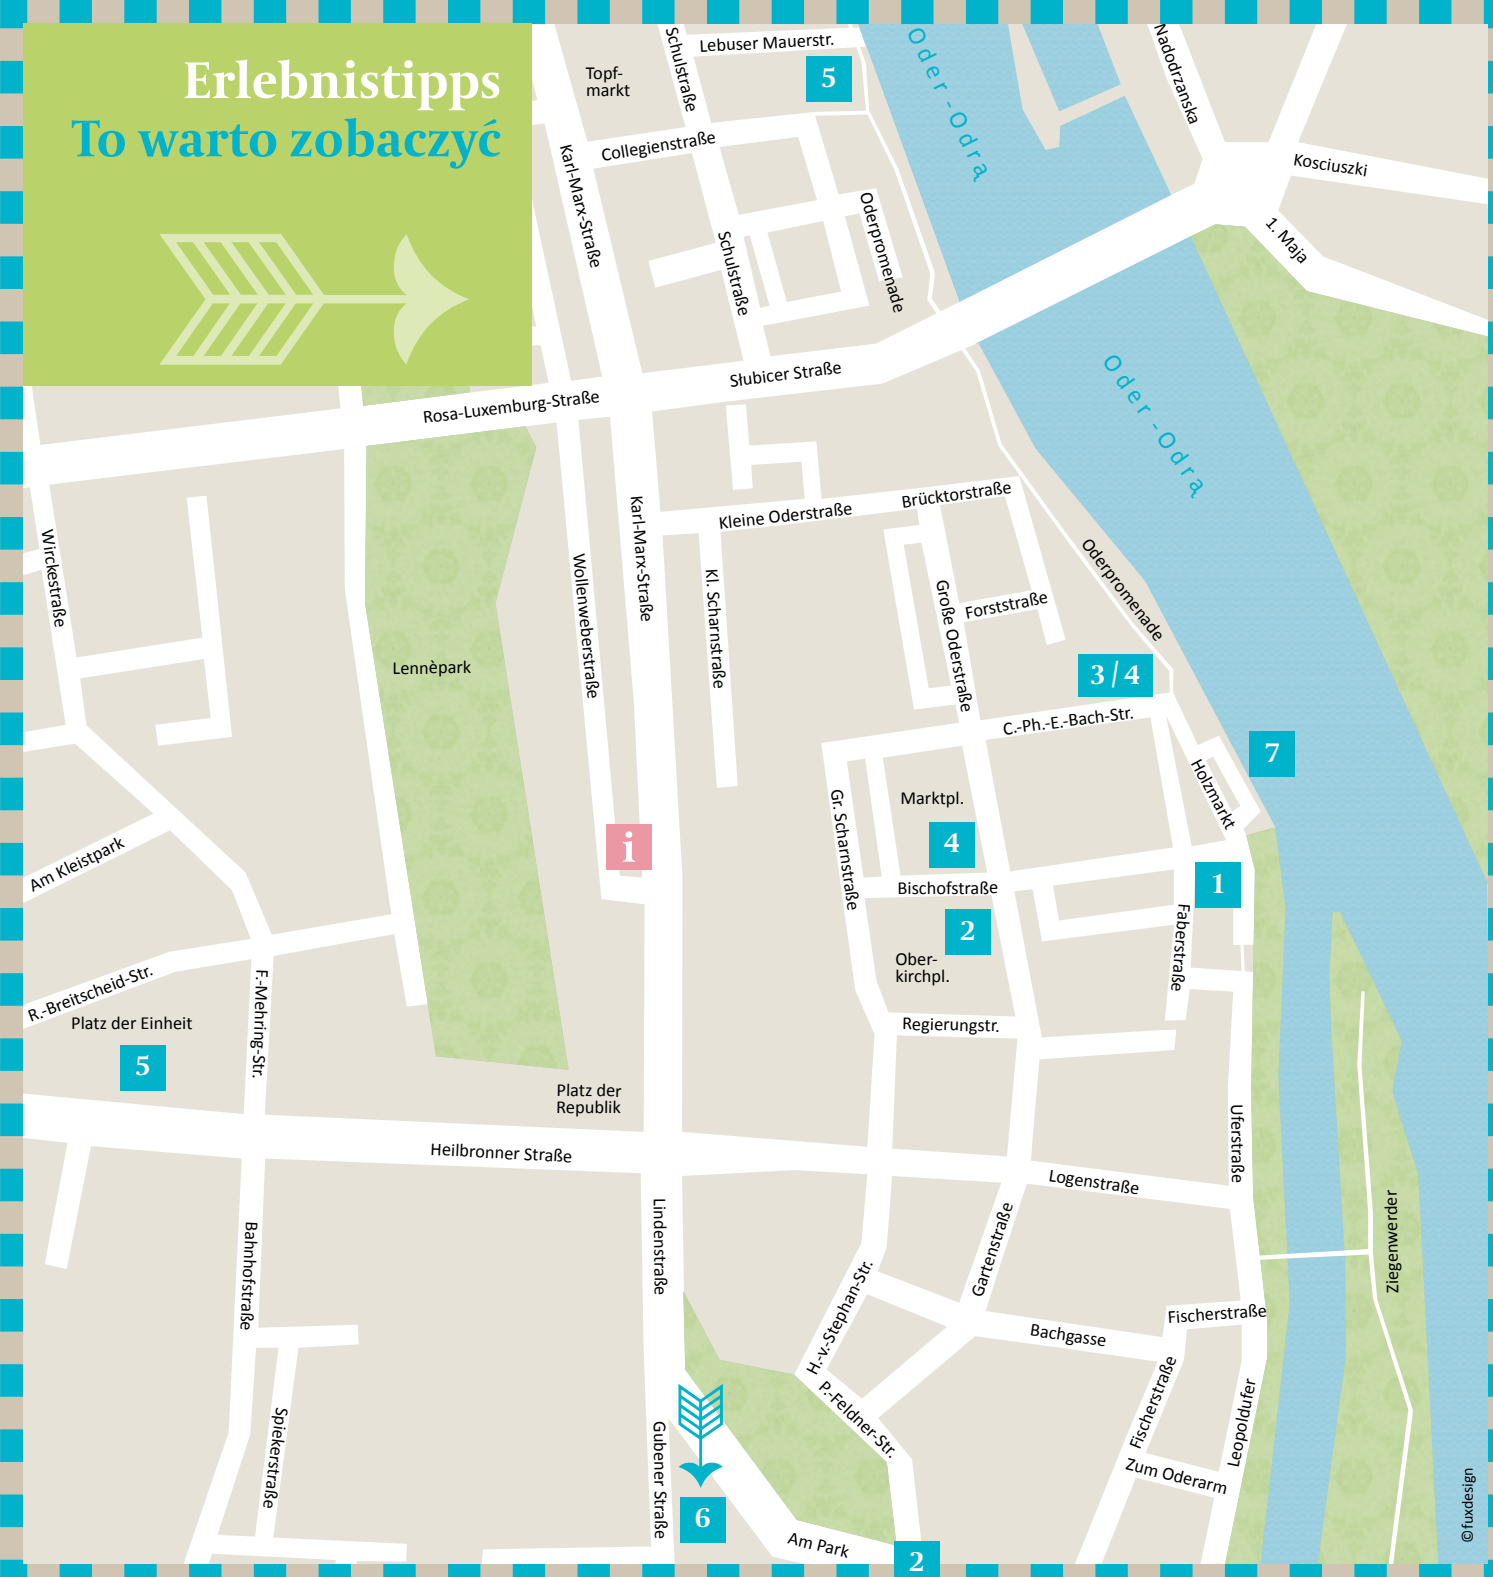 Erlebnistipps
To warto zobaczyć
Topf-
markt
Schulstraße
Lebuser Mauerstr.
5
Oder-Odrą
Nadodrzanska
Kosciuszki
1. Maja
Collegienstraße
Karl-Marx-Straße
Schulstraße
Oderpromenade
Słubicer Straße
Rosa-Luxemburg-Straße
Oder-Odrą
Kleine Oderstraße
Brücktorstraße
Karl-Marx-Straße
Wollenweberstraße
Kl. Scharnstraße
Große Oderstraße
Forststraße
Oderpromenade
Wirckestraße
Lennèpark
3/4
C.-Ph.-E.-Bach-Str.
7
Holzmarkt
Marktpl.
4
Gr. Scharnstraße
i
Am Kleistpark
Bischofstraße
1
2
Faberstraße
Ober-
kirchpl.
R.-Breitscheid-Str.
F.-Mehring-Str.
Platz der Einheit
5
Regierungstr.
Platz der
Republik
Heilbronner Straße
Uferstraße
Logenstraße
Lindenstraße
Gartenstraße
Ziegenwerder
Bahnhofstraße
H.-v.-Stephan-Str.
Fischerstraße
Bachgasse
P.-Feldner-Str.
Fischerstraße
Leopoldufer
Spiekerstraße
Gubener Straße
Zum Oderarm
6
Am Park
2
©fuxdesign